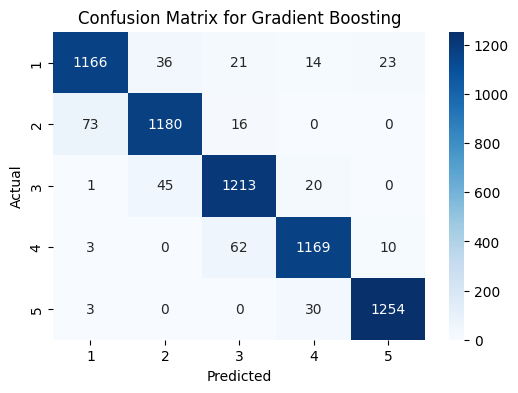 Confusion Matrix for Gradient Boosting
1 1166 36 21 14 23
2 73 1180 16 0 0
3 1 45 1213 20 0
4 3 0 62 1169 10
5 3 0 0 30 1254
1 2 3 4 5
Predicted
Actual
1200
1000
800
600
400
200
0